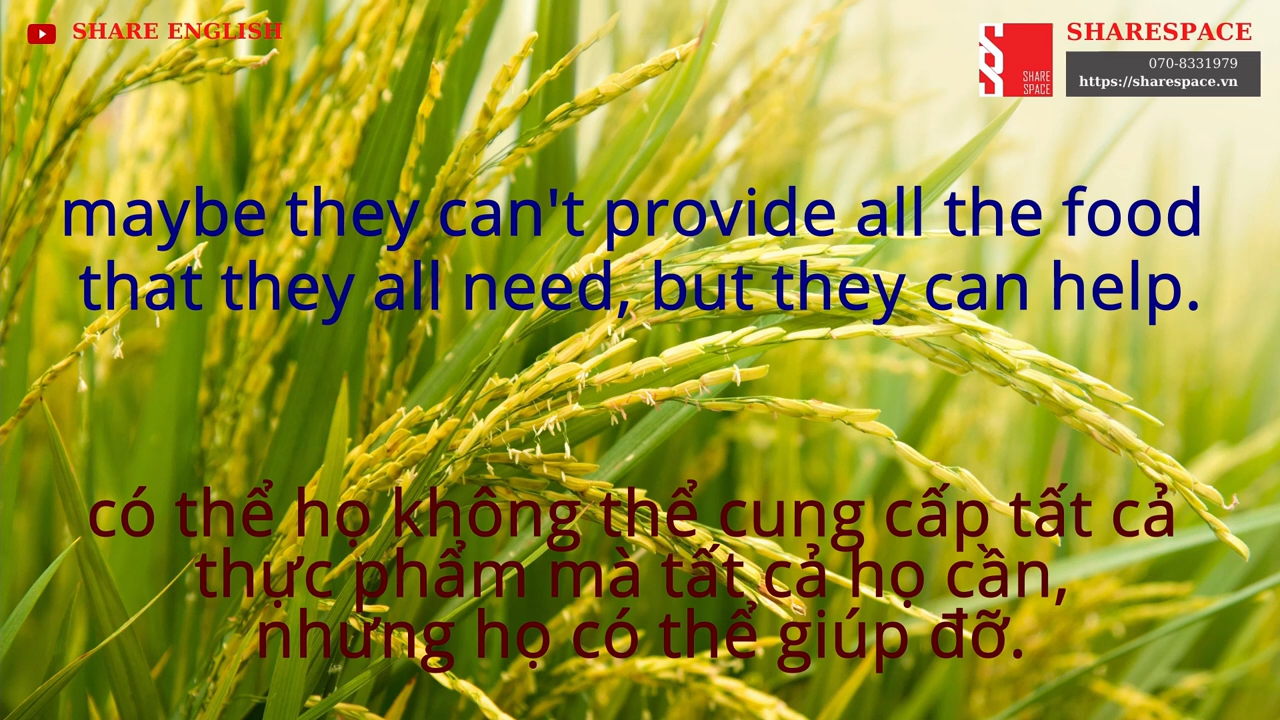 SHARE ENGLISH
SHARESPACE
070-8331979
https://sharespace.vn
SHARE
SPACE
maybe they can't provide all the food
that they all need, but they can help.
có thể họ không thể cung cấp tất cả
thực phẩm mà tất cả họ cần,
nhưng họ có thể giúp đỡ.